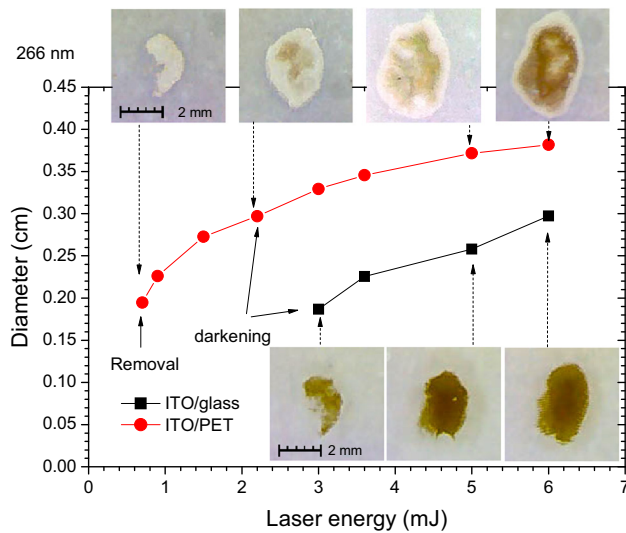 266 nm
0.45
0.40
0.35
0.30
0.25
0.20
0.15
0.10
0.05
0.00
Diameter (cm)
2 mm
Removal
darkening
ITO/glass
ITO/PET
2 mm
0 1 2 3 4 5 6 7
Laser energy (mJ)